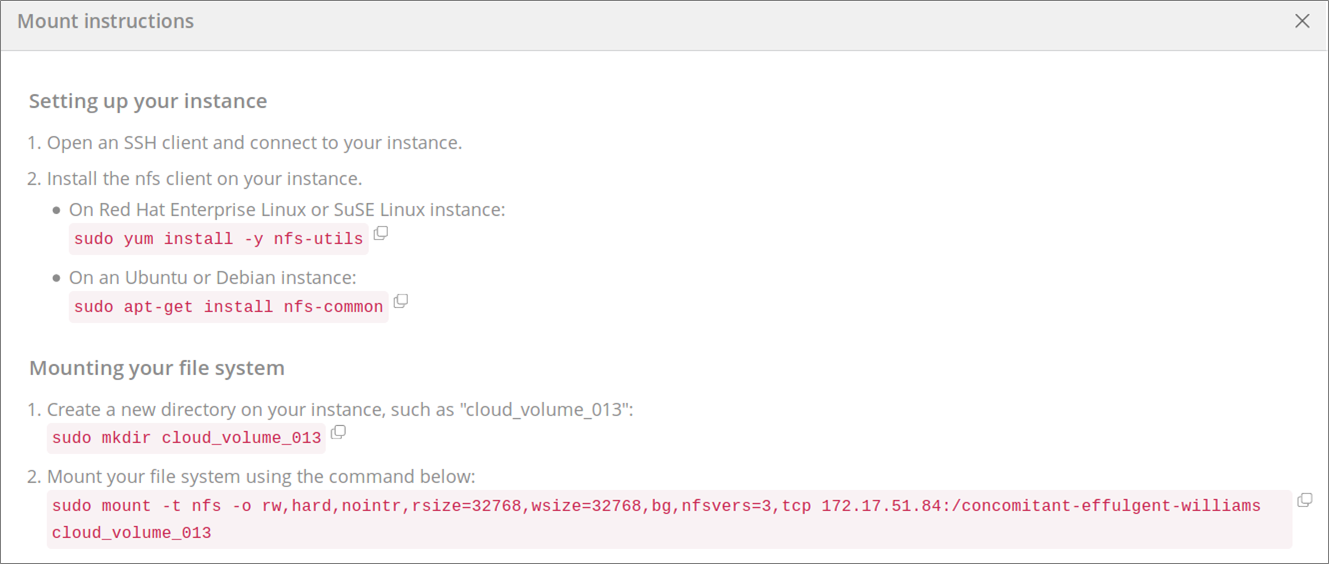 Mount instructions
Setting up your instance
1. Open an SSH client and connect to your instance.
2. Install the nfs client on your instance.
• On Red Hat Enterprise Linux or SuSE Linux instance:
sudo yum install -y nfs-utils
• On an Ubuntu or Debian instance:
sudo apt-get install nfs-common
Mounting your file system
1. Create a new directory on your instance, such as "cloud_volume_013":
sudo mkdir cloud_volume_013
2. Mount your file system using the command below:
sudo mount -t nfs -o rw,hard,nointr,rsize=32768,wsize=32768,bg,nfsvers=3,tcp 172.17.51.84:/concomitant-effulgent-williams
cloud_volume_013